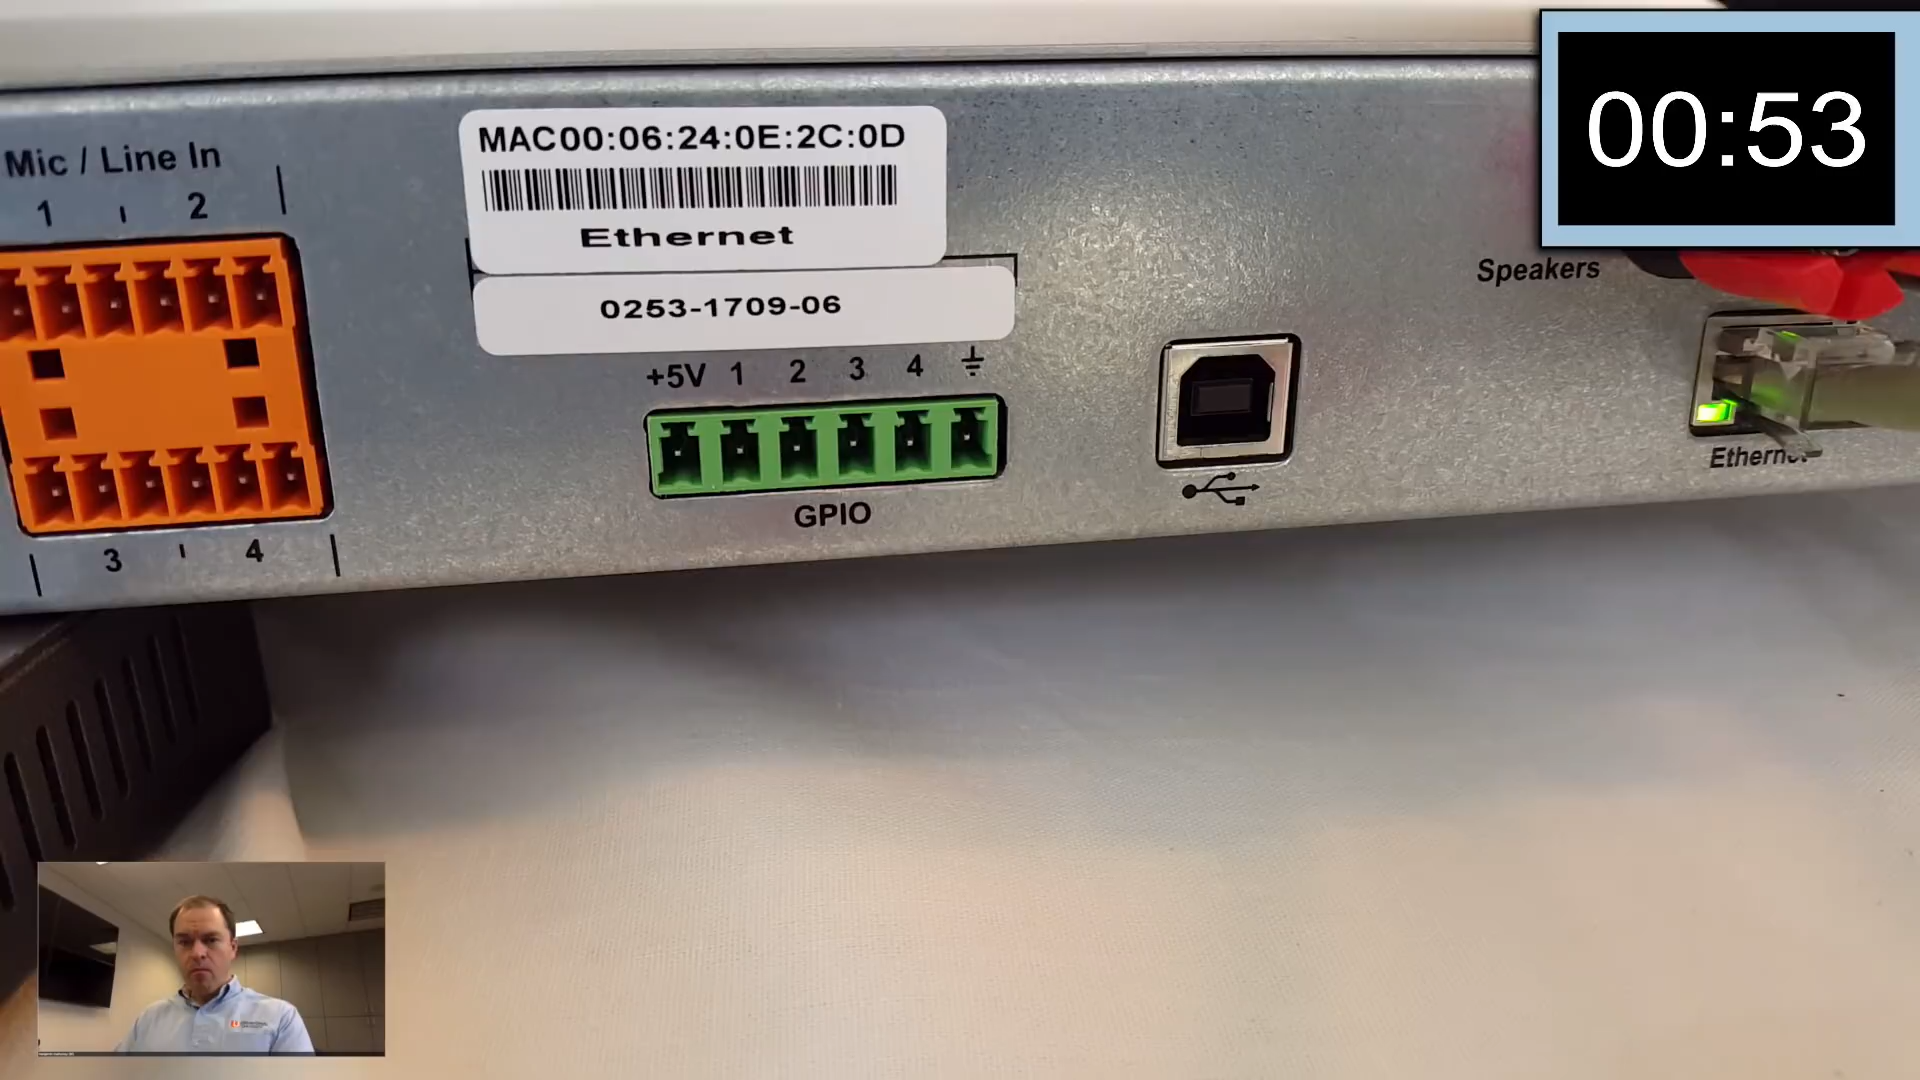 00:53
MAC00:06:24:0E:2C:0D
Mic / Line In
1 2
Ethernet
Speakers
0253-1709-06
+5V 1 2 3 4
Ethernet
GPIO
3 4